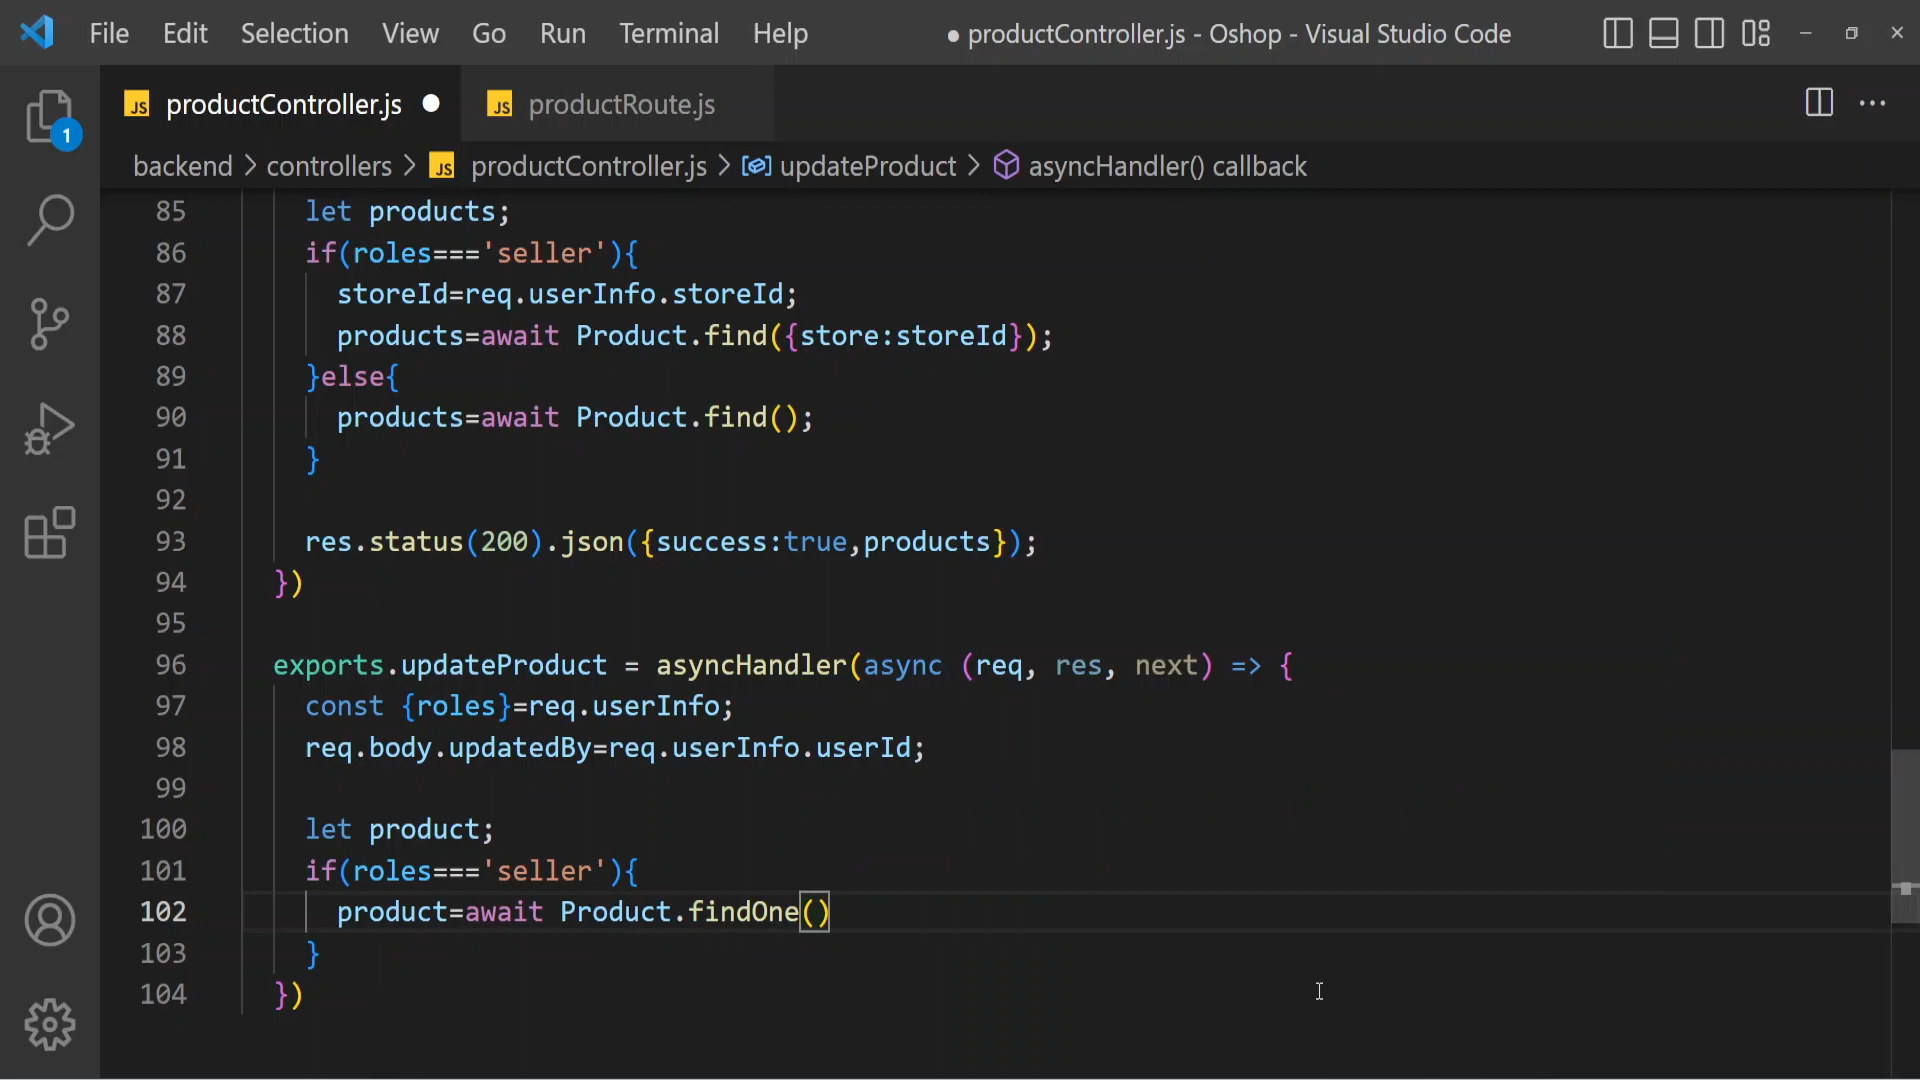 File Edit Selection View Go Run Terminal Help ● productController.js - Oshop - Visual Studio Code
JS productController.js ● JS productRoute.js
1
backend > controllers > JS productController.js > updateProduct > asyncHandler() callback
85 let products;
86 if(roles==='seller'){
87 storeId=req.userInfo.storeId;
88 products=await Product.find({store:storeId});
89 }else{
90 products=await Product.find();
91 }
92
93 res.status(200).json({success:true,products});
94 })
95
96 exports.updateProduct = asyncHandler(async (req, res, next) => {
97 const {roles}=req.userInfo;
98 req.body.updatedBy=req.userInfo.userId;
99
100 let product;
101 if(roles==='seller'){
102 product=await Product.findOne()
103 }
104 })